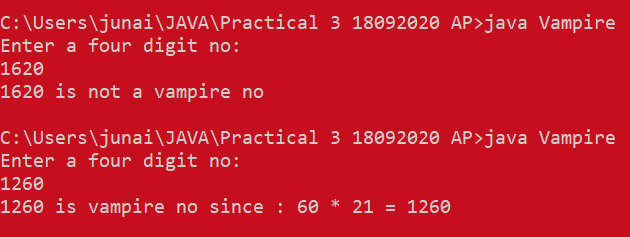 C:\Users\junai\JAVA\Practical 3 18092020 AP>java Vampire
Enter a four digit no:
1620
1620 is not a vampire no
C:\Users\junai\JAVA\Practical 3 18092020 AP>java Vampire
Enter a four digit no:
1260
1260 is vampire no since : 60 * 21 = 1260